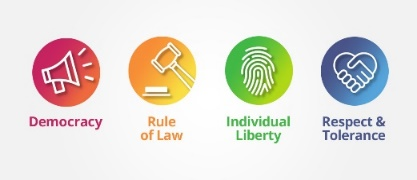 Democracy
Rule
of Law
Individual
Liberty
Respect &
Tolerance